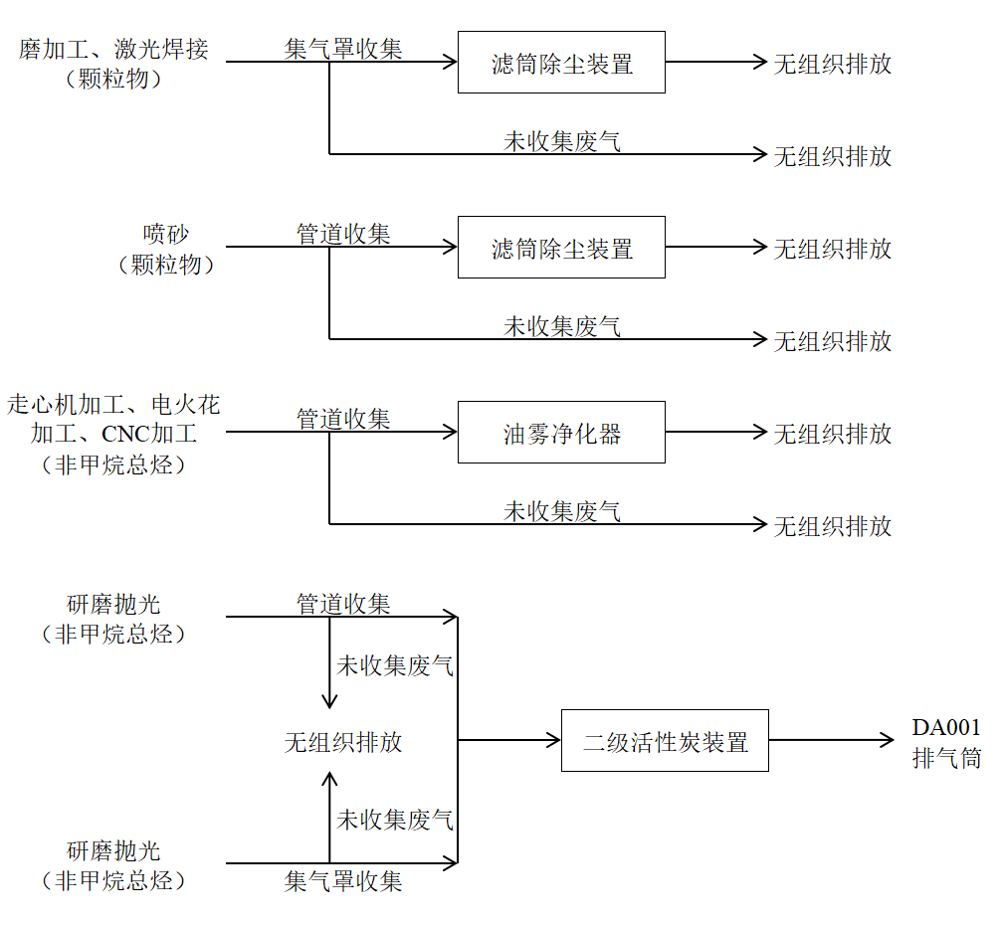 磨加工、激光焊接
（颗粒物）
集气罩收集
滤筒除尘装置
无组织排放
未收集废气
无组织排放
喷砂
（颗粒物）
管道收集
滤筒除尘装置
无组织排放
未收集废气
无组织排放
走心机加工、电火花
加工、CNC加工
（非甲烷总烃）
管道收集
油雾净化器
无组织排放
未收集废气
无组织排放
研磨抛光
（非甲烷总烃）
管道收集
未收集废气
无组织排放
二级活性炭装置
DA001
排气筒
未收集废气
研磨抛光
（非甲烷总烃）
集气罩收集